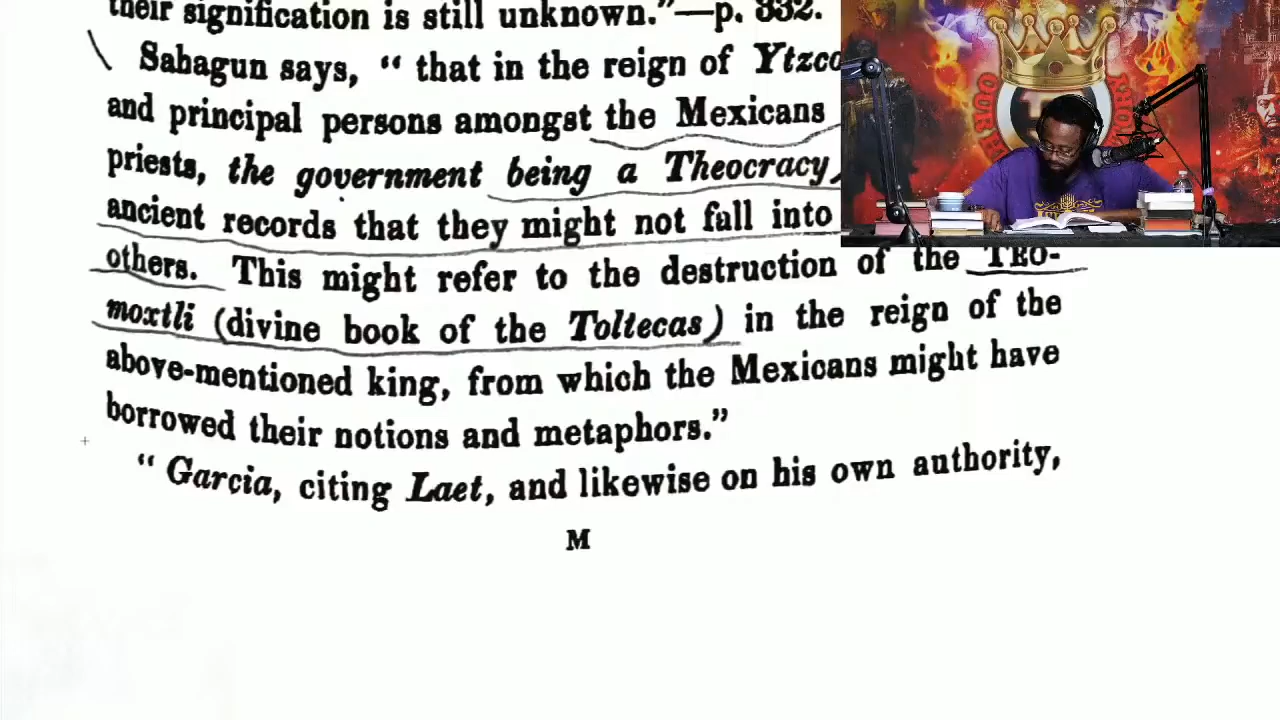 their signification is still unknown."—p. 332.
Sahagun says, "that in the reign of Ytzco
and principal persons amongst the Mexicans
priests, the government being a Theocracy,
ancient records that they might not fall into
others. This might refer to the destruction of the TEO-
moxtli (divine book of the Toltecas) in the reign of the
above-mentioned king, from which the Mexicans might have
borrowed their notions and metaphors."
"Garcia, citing Laet, and likewise on his own authority,
M